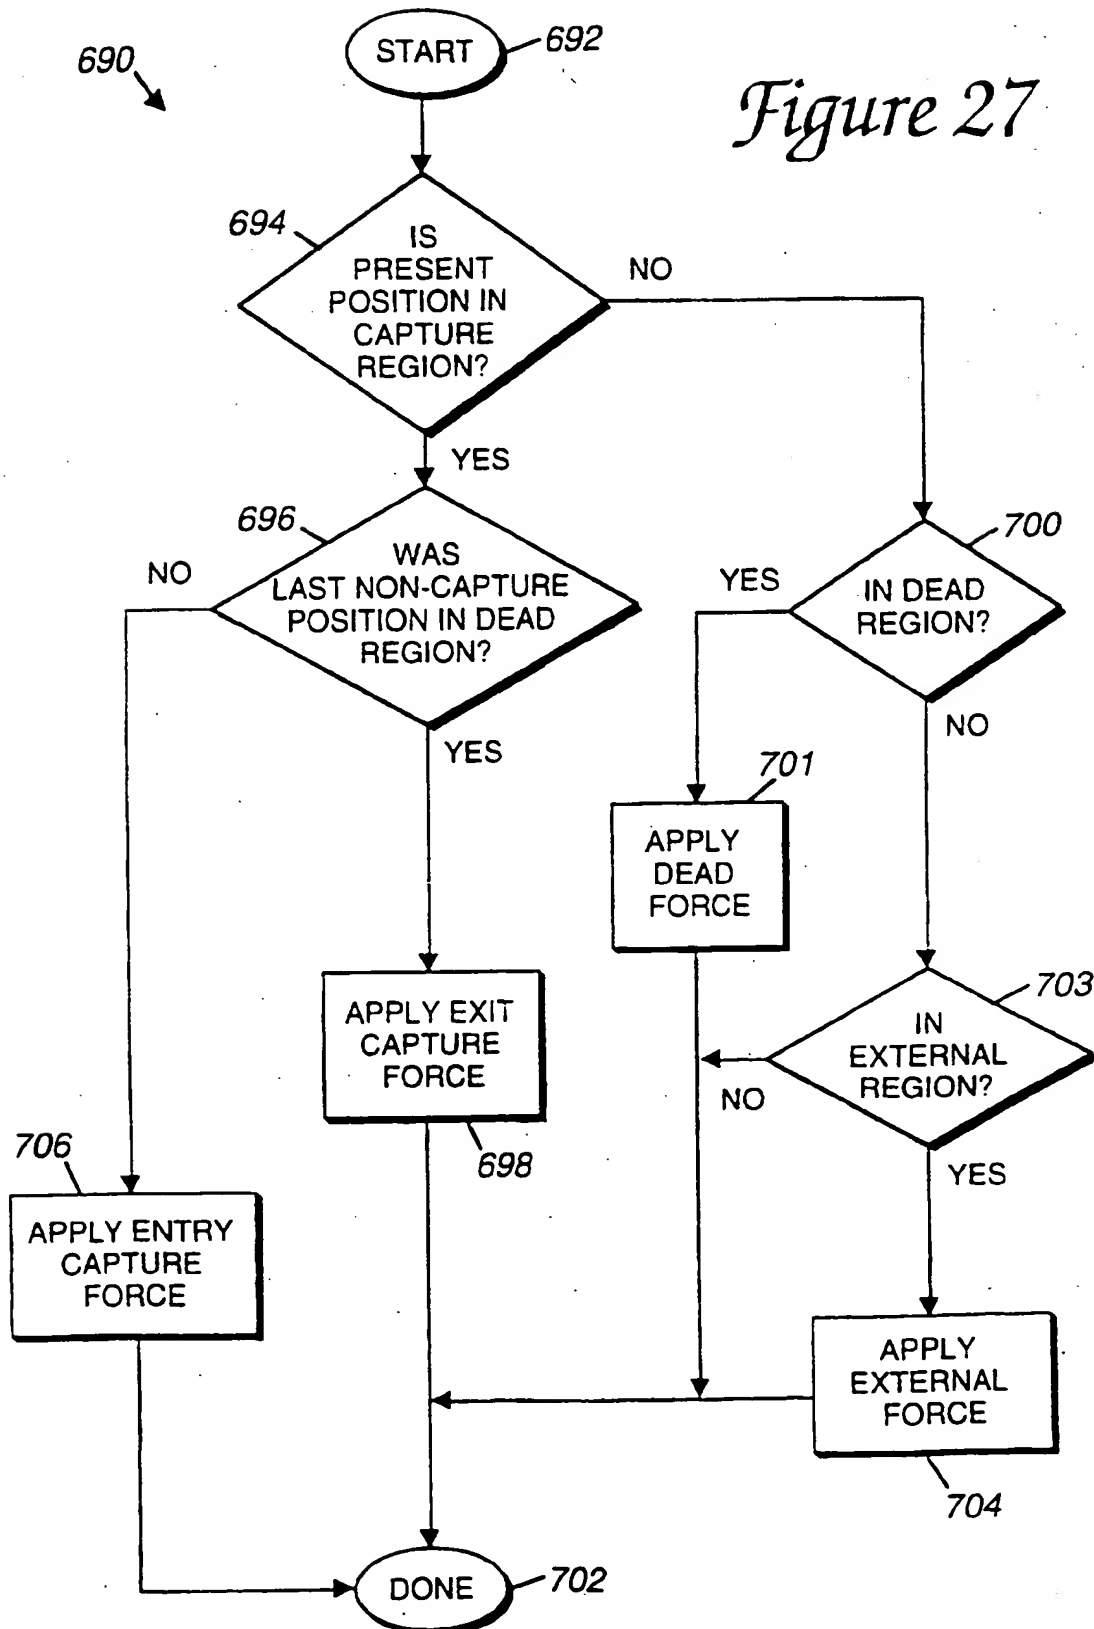 690
START
692
Figure 27
694
IS
PRESENT
POSITION IN
CAPTURE
REGION?
NO
YES
696
WAS
LAST NON-CAPTURE
POSITION IN DEAD
REGION?
NO
YES
700
IN DEAD
REGION?
YES
NO
701
APPLY
DEAD
FORCE
APPLY EXIT
CAPTURE
FORCE
698
703
IN
EXTERNAL
REGION?
NO
YES
706
APPLY ENTRY
CAPTURE
FORCE
APPLY
EXTERNAL
FORCE
704
DONE
702